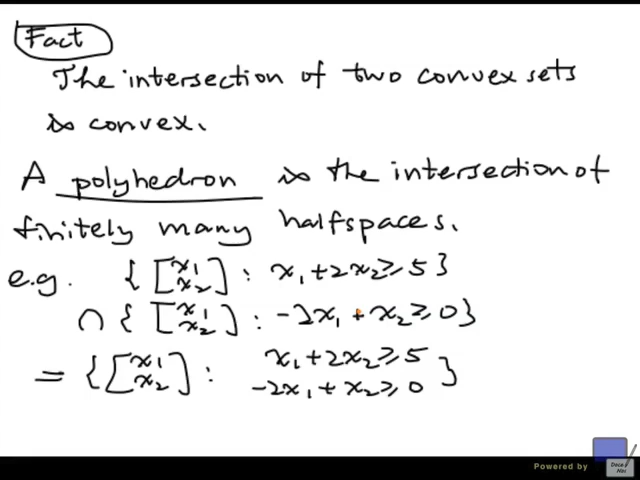 Fact
The intersection of two convex sets
is convex.
A polyhedron is the intersection of
finitely many halfspaces.
e.g. { [x₁ x₂] : x₁ + 2x₂ ≥ 5 }
∩ { [x₁ x₂] : -2x₁ + x₂ ≥ 0 }
= { [x₁ x₂] : x₁ + 2x₂ ≥ 5
-2x₁ + x₂ ≥ 0 }
Powered by